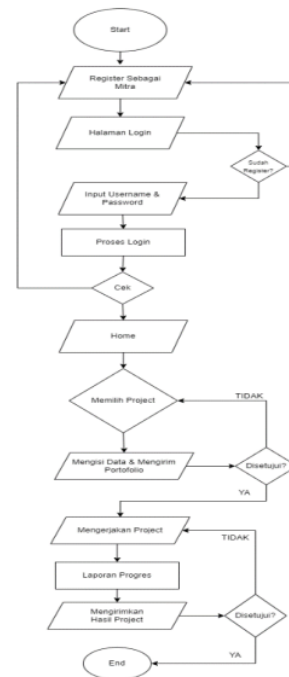 Start
Register Sebagai
Mitra
Halaman Login
Sudah
Register?
Input Username &
Password
Proses Login
Cek
Home
Memilih Project
TIDAK
Mengisi Data & Mengirim
Portofolio
Disetujui?
YA
Mengerjakan Project
TIDAK
Laporan Progres
Mengirimkan
Hasil Project
Disetujui?
YA
End